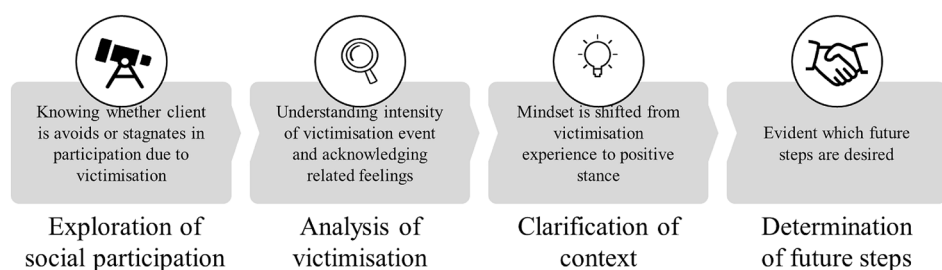 Knowing whether client
is avoids or stagnates in
participation due to
victimisation
Exploration of
social participation
Understanding intensity
of victimisation event
and acknowledging
related feelings
Analysis of
victimisation
Mindset is shifted from
victimisation
experience to positive
stance
Clarification of
context
Evident which future
steps are desired
Determination
of future steps